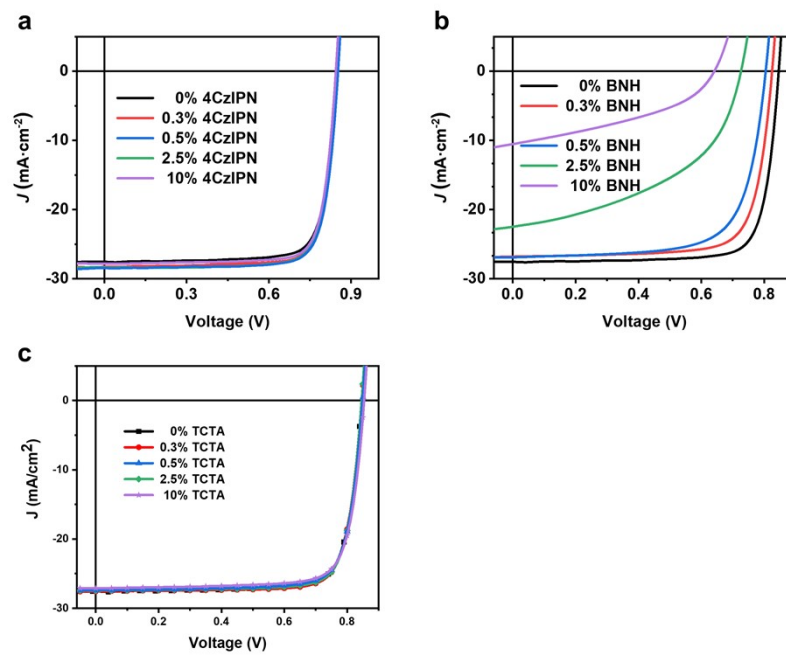 a
J (mA·cm⁻²)
0
-10
-20
-30
0% 4CzIPN
0.3% 4CzIPN
0.5% 4CzIPN
2.5% 4CzIPN
10% 4CzIPN
0.0 0.3 0.6 0.9
Voltage (V)
b
J (mA·cm⁻²)
0
-10
-20
-30
0% BNH
0.3% BNH
0.5% BNH
2.5% BNH
10% BNH
0.0 0.2 0.4 0.6 0.8
Voltage (V)
c
J (mA/cm²)
0
-10
-20
-30
0% TCTA
0.3% TCTA
0.5% TCTA
2.5% TCTA
10% TCTA
0.0 0.2 0.4 0.6 0.8
Voltage (V)